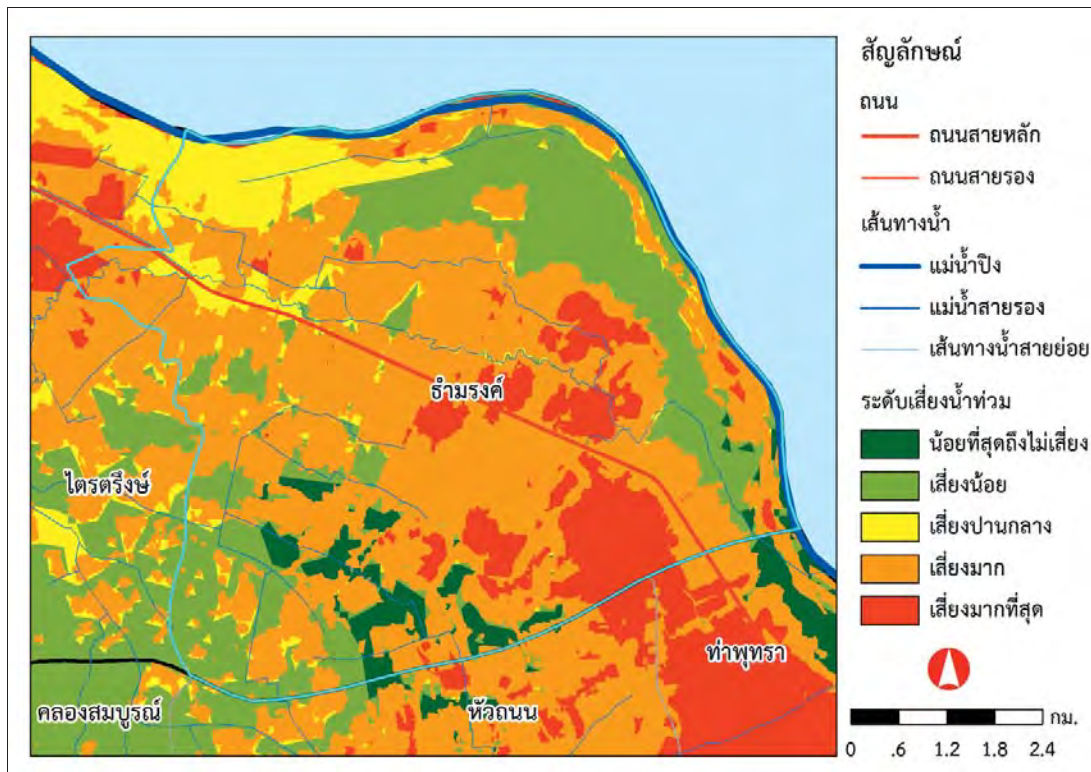 สัญลักษณ์
ถนน
ถนนสายหลัก
ถนนสายรอง
เส้นทางน้ำ
แม่น้ำปิง
แม่น้ำสายรอง
เส้นทางน้ำสายย่อย
ระดับเสี่ยงน้ำท่วม
น้อยที่สุดถึงไม่เสี่ยง
เสี่ยงน้อย
เสี่ยงปานกลาง
เสี่ยงมาก
เสี่ยงมากที่สุด
กม.
0 .6 1.2 1.8 2.4
ธำมรงค์
ไตรตรึงษ์
ท่าพุทรา
คลองสมบูรณ์
หัวถนน